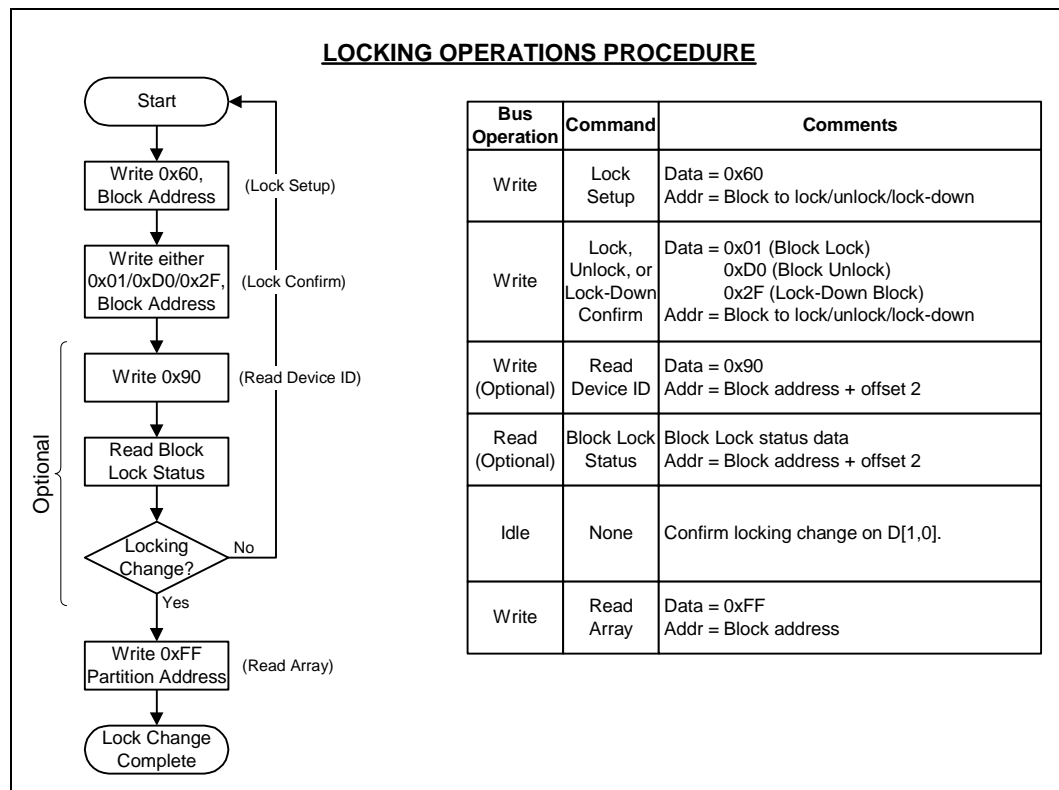 LOCKING OPERATIONS PROCEDURE
Start
Write 0x60,
Block Address
(Lock Setup)
Write either
0x01/0xD0/0x2F,
Block Address
(Lock Confirm)
Optional
Write 0x90
(Read Device ID)
Read Block
Lock Status
Locking
Change?
No
Yes
Write 0xFF
Partition Address
(Read Array)
Lock Change
Complete
Bus
Operation
Command
Comments
Write
Lock
Setup
Data = 0x60
Addr = Block to lock/unlock/lock-down
Write
Lock,
Unlock, or
Lock-Down
Confirm
Data = 0x01 (Block Lock)
0xD0 (Block Unlock)
0x2F (Lock-Down Block)
Addr = Block to lock/unlock/lock-down
Write
(Optional)
Read
Device ID
Data = 0x90
Addr = Block address + offset 2
Read
(Optional)
Block Lock
Status
Block Lock status data
Addr = Block address + offset 2
Idle
None
Confirm locking change on D[1,0].
Write
Read
Array
Data = 0xFF
Addr = Block address